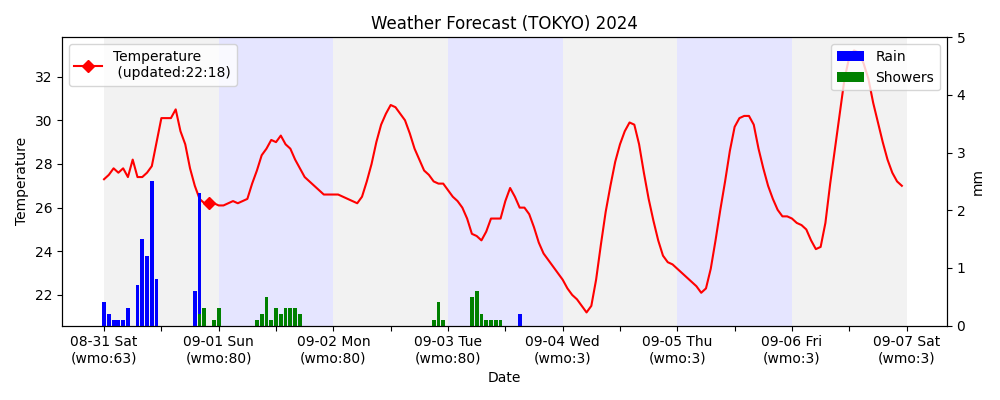 Weather Forecast (TOKYO) 2024
Temperature
(updated:22:18)
Rain
Showers
Temperature
32
30
28
26
24
22
5
4
3
2
1
0
mm
08-31 Sat
(wmo:63)
09-01 Sun
(wmo:80)
09-02 Mon
(wmo:80)
09-03 Tue
(wmo:80)
09-04 Wed
(wmo:3)
09-05 Thu
(wmo:3)
09-06 Fri
(wmo:3)
09-07 Sat
(wmo:3)
Date